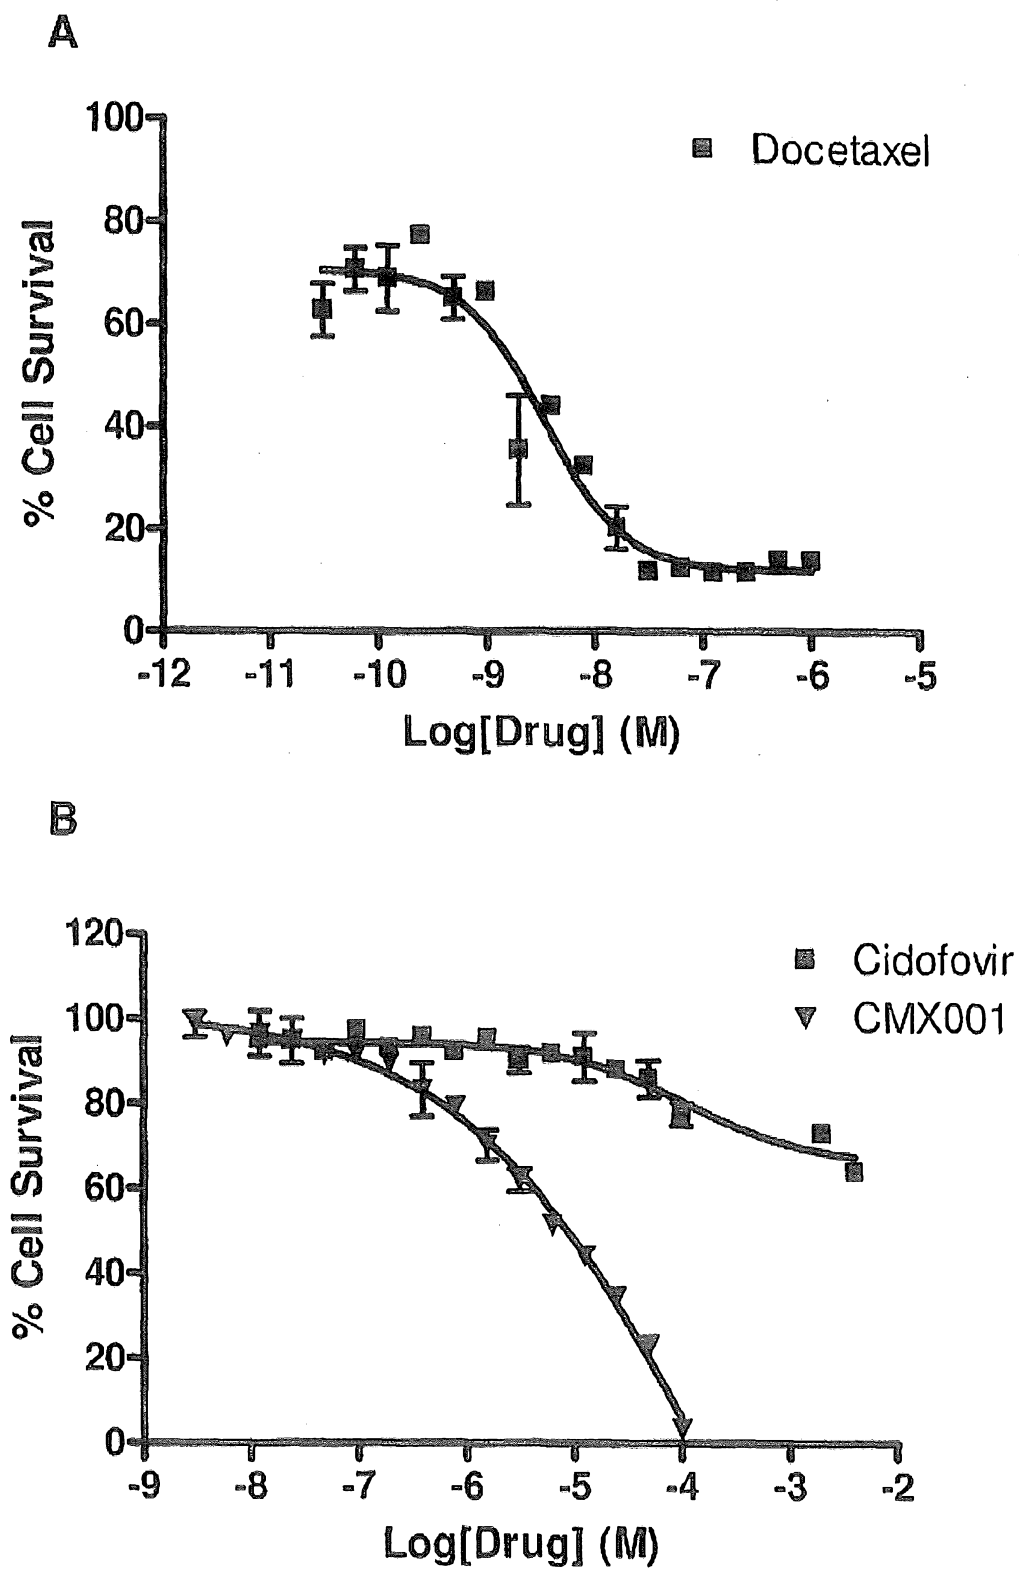 A
100
80
60
40
20
0
% Cell Survival
Docetaxel
-12 -11 -10 -9 -8 -7 -6 -5
Log[Drug] (M)
B
120
100
80
60
40
20
0
% Cell Survival
Cidofovir
CMX001
-9 -8 -7 -6 -5 -4 -3 -2
Log[Drug] (M)